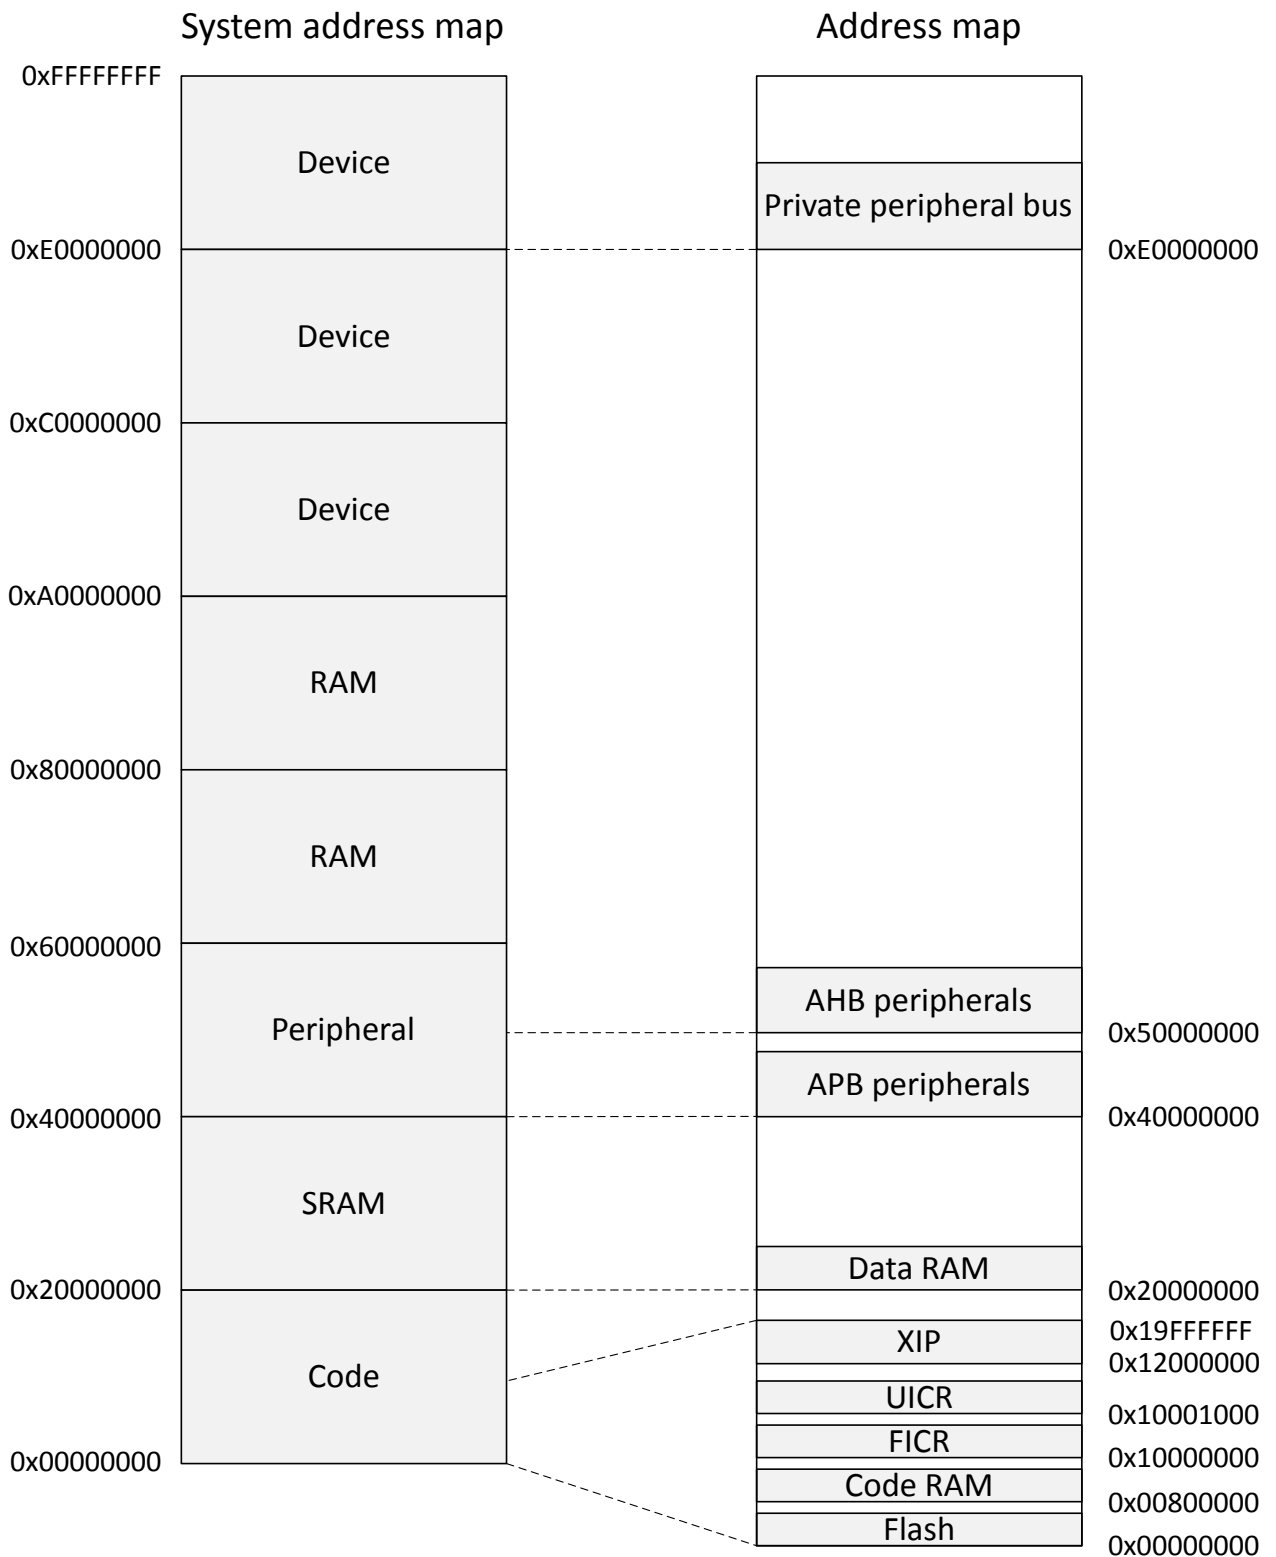 System address map
0xFFFFFFFF
Device
0xE0000000
Device
0xC0000000
Device
0xA0000000
RAM
0x80000000
RAM
0x60000000
Peripheral
0x40000000
SRAM
0x20000000
Code
0x00000000
Address map
Private peripheral bus
0xE0000000
AHB peripherals
0x50000000
APB peripherals
0x40000000
Data RAM
0x20000000
0x19FFFFFF
XIP
0x12000000
UICR
0x10001000
FICR
0x10000000
Code RAM
0x00800000
Flash
0x00000000